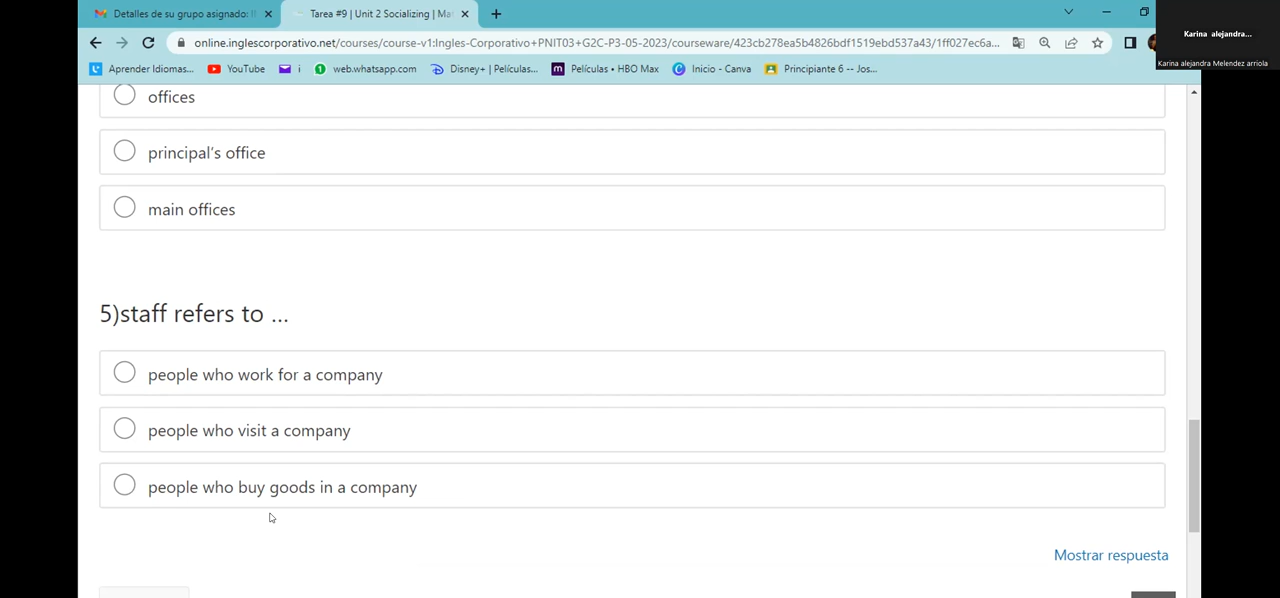 Detalles de su grupo asignado: I
Tarea #9 | Unit 2 Socializing | Ma
Karina alejandra...
Karina alejandra Melendez arriola
online.inglescorporativo.net/courses/course-v1:Ingles-Corporativo+PNIT03+G2C-P3-05-2023/courseware/423cb278ea5b4826bdf1519ebd537a43/1ff027ec6a...
Aprender Idiomas...
YouTube
i
web.whatsapp.com
Disney+ | Películas...
Películas • HBO Max
Inicio - Canva
Principiante 6 -- Jos...
offices
principal's office
main offices
5)staff refers to ...
people who work for a company
people who visit a company
people who buy goods in a company
Mostrar respuesta